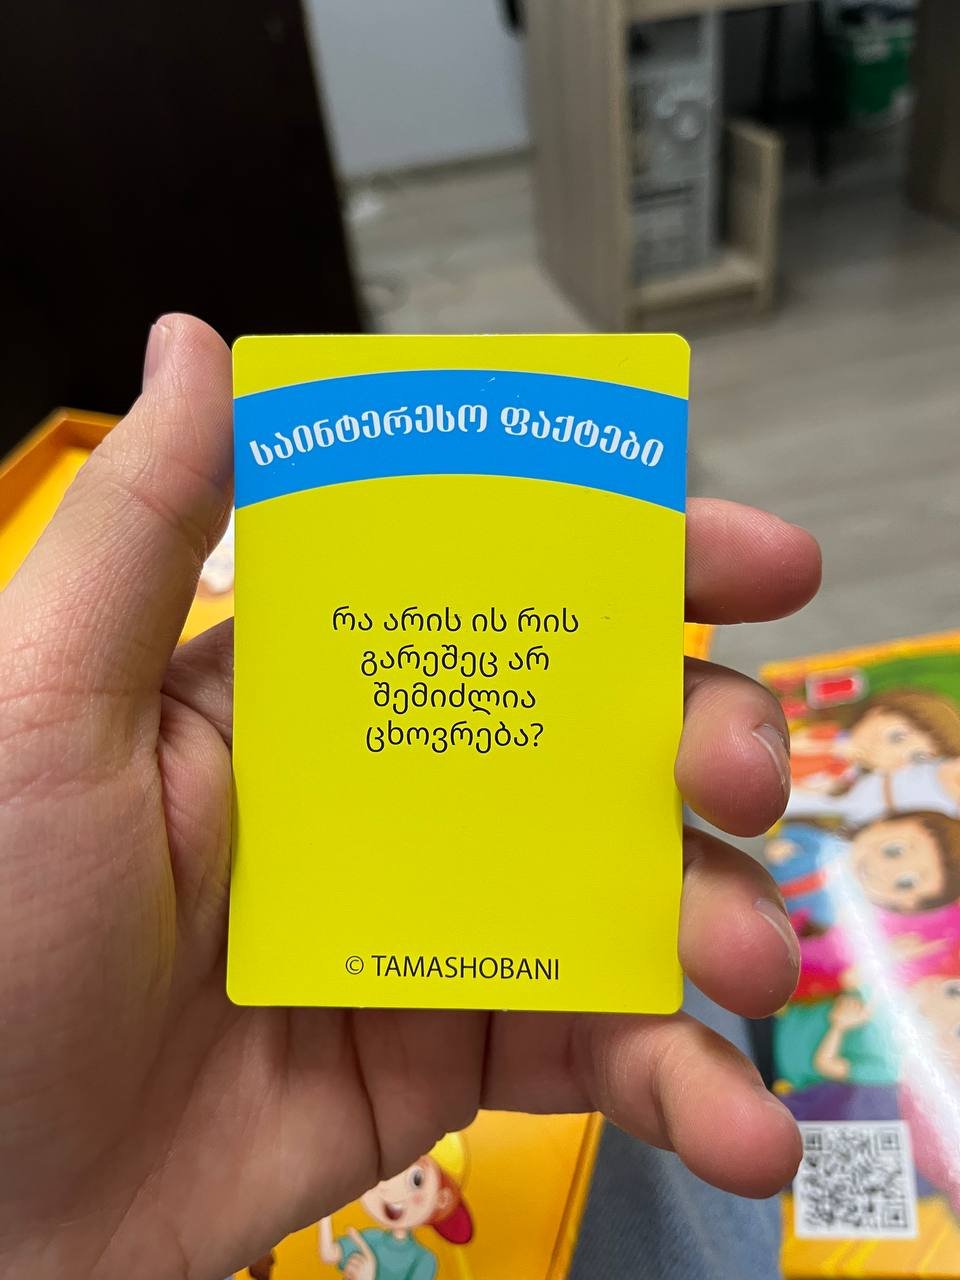 საინტერესო ფაქტები
რა არის ის რის
გარეშეც არ
შემიძლია
ცხოვრება?
© TAMASHOBANI